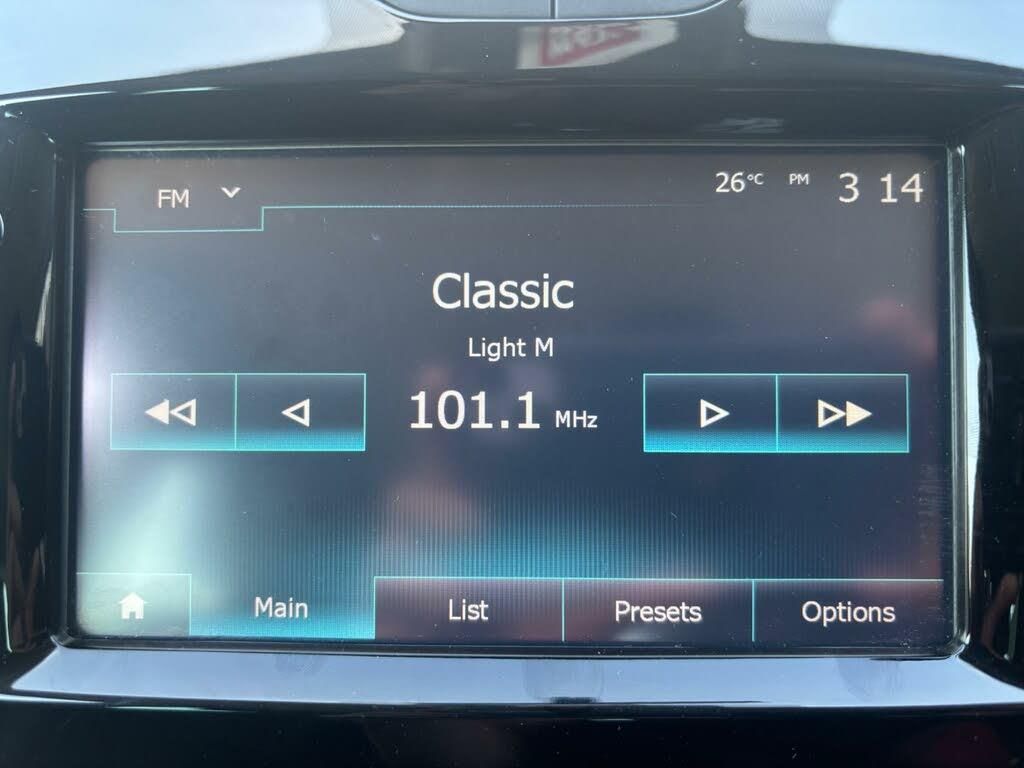 FM
26°C PM 3 14
Classic
Light M
101.1 MHz
Main List Presets Options